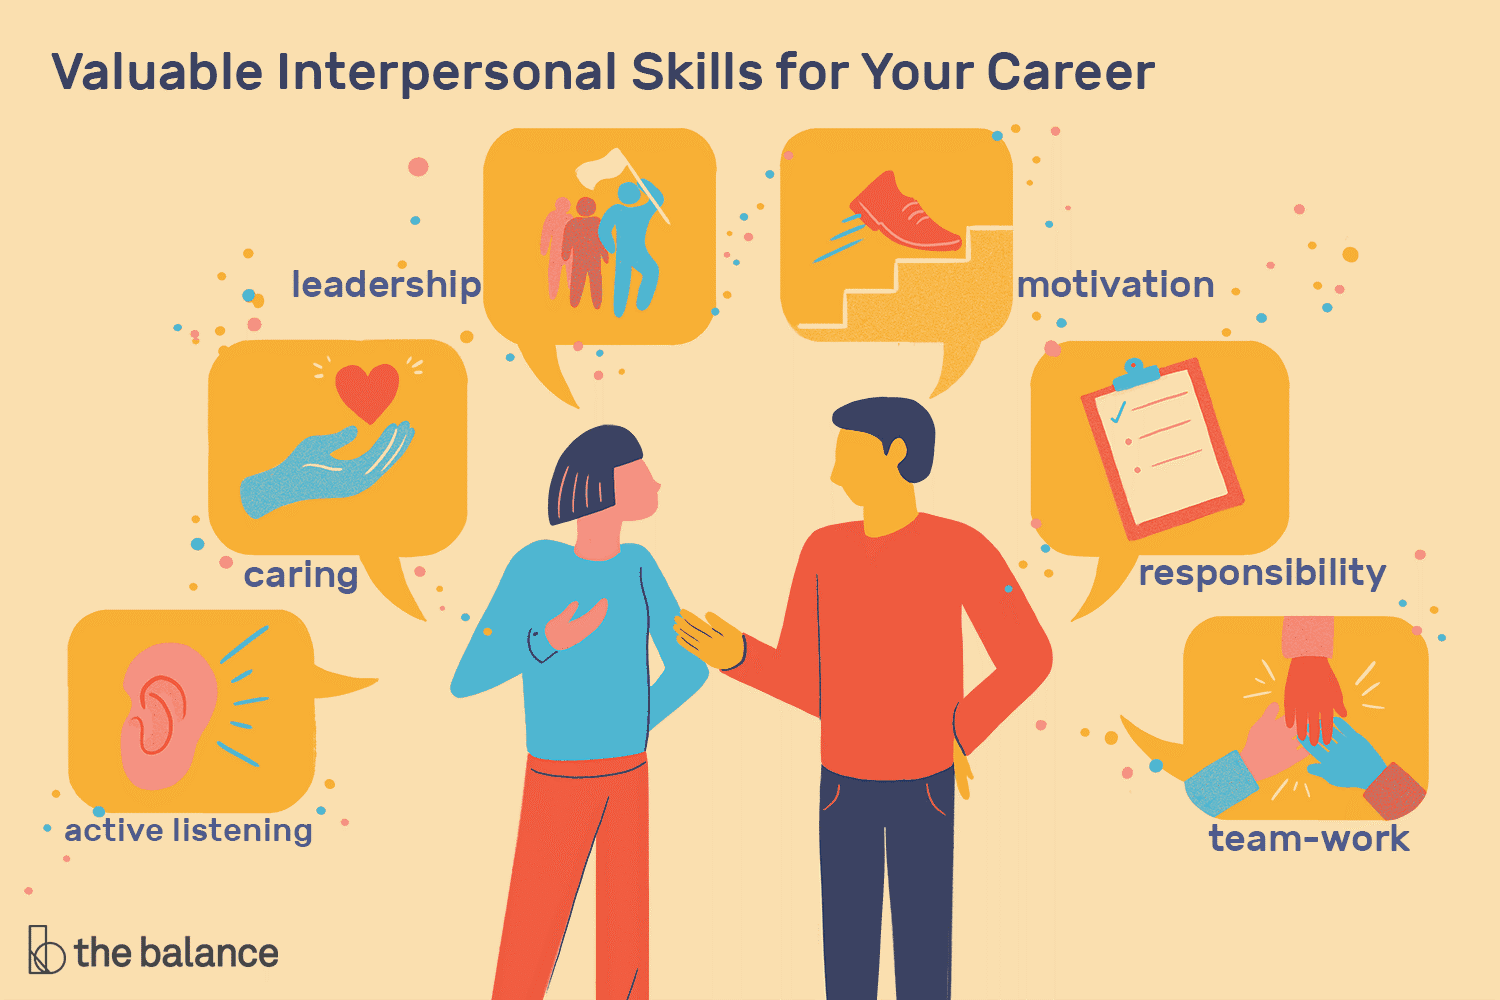 Valuable Interpersonal Skills for Your Career
leadership
motivation
caring
responsibility
active listening
team-work
the balance